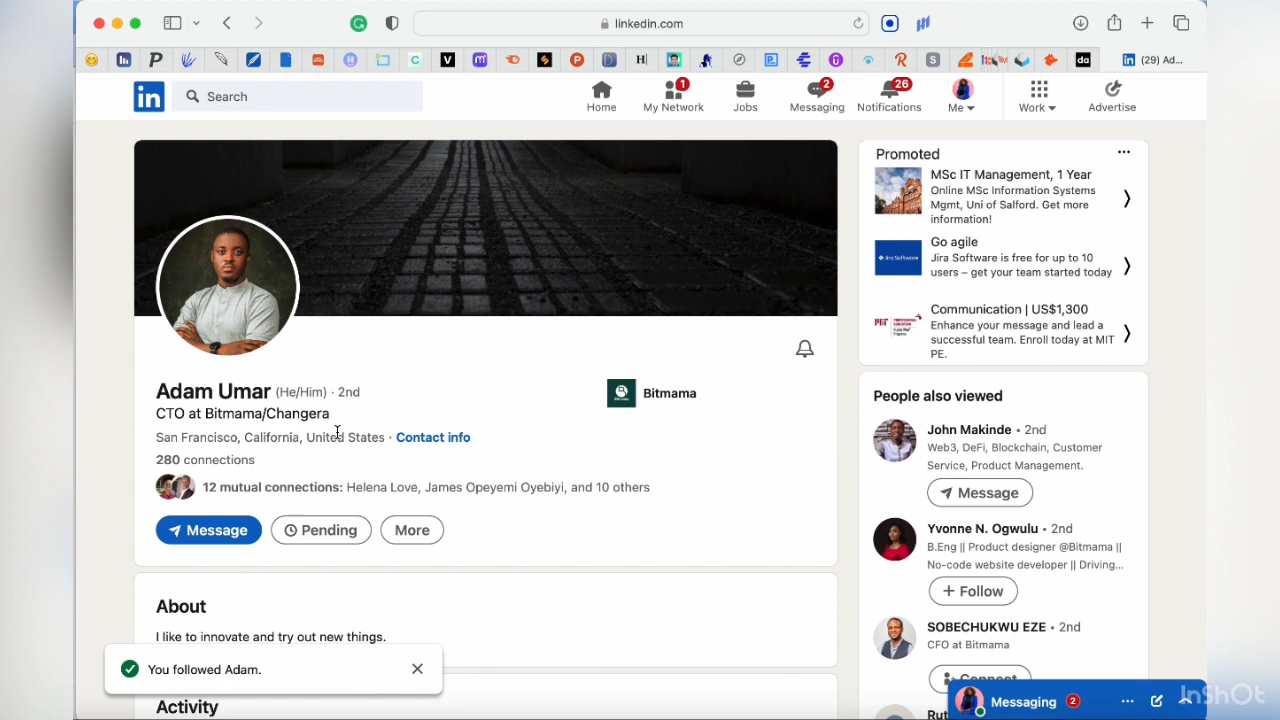 linkedin.com
(29) Ad...
Search
Home
1
My Network
Jobs
2
Messaging
26
Notifications
Me
Work
Advertise
Adam Umar (He/Him) · 2nd
CTO at Bitmama/Changera
San Francisco, California, United States · Contact info
280 connections
12 mutual connections: Helena Love, James Opeyemi Oyebiyi, and 10 others
Message
Pending
More
Bitmama
About
I like to innovate and try out new things.
You followed Adam.
Activity
Promoted
MSc IT Management, 1 Year
Online MSc Information Systems
Mgmt, Uni of Salford. Get more
information!
Go agile
Jira Software is free for up to 10
users – get your team started today
Communication | US$1,300
Enhance your message and lead a
successful team. Enroll today at MIT
PE.
People also viewed
John Makinde • 2nd
Web3, DeFi, Blockchain, Customer
Service, Product Management.
Message
Yvonne N. Ogwulu • 2nd
B.Eng || Product designer @Bitmama ||
No-code website developer || Driving...
+ Follow
SOBECHUKWU EZE • 2nd
CFO at Bitmama
Connect
Messaging 2
InShOt